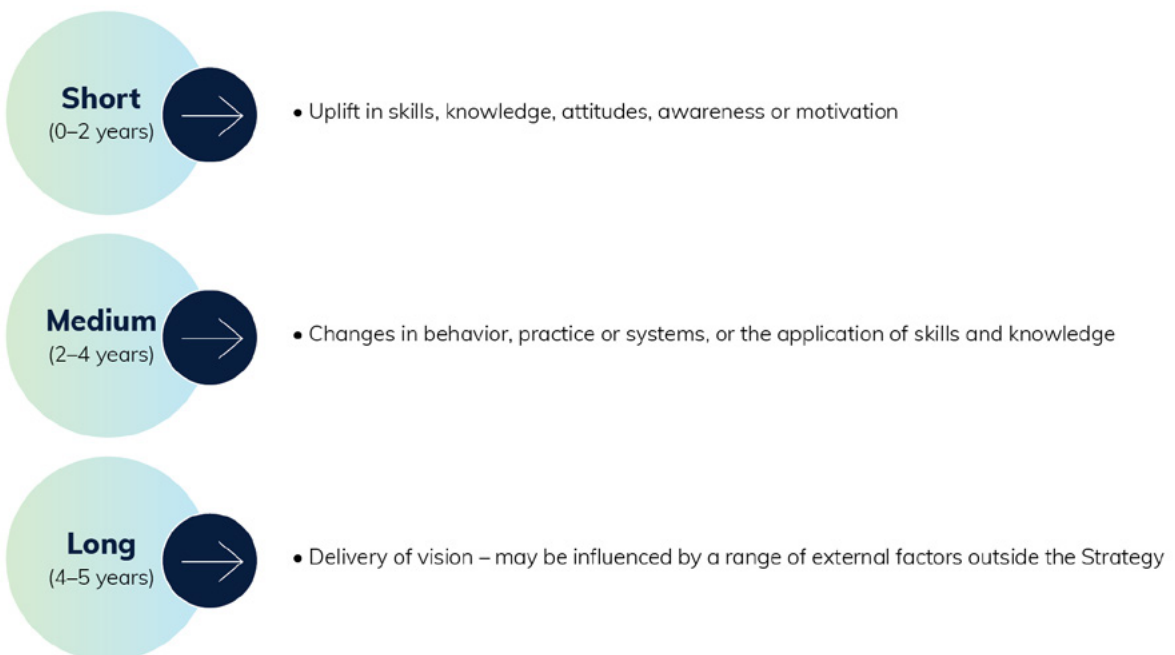 Short
(0–2 years)
• Uplift in skills, knowledge, attitudes, awareness or motivation
Medium
(2–4 years)
• Changes in behavior, practice or systems, or the application of skills and knowledge
Long
(4–5 years)
• Delivery of vision – may be influenced by a range of external factors outside the Strategy